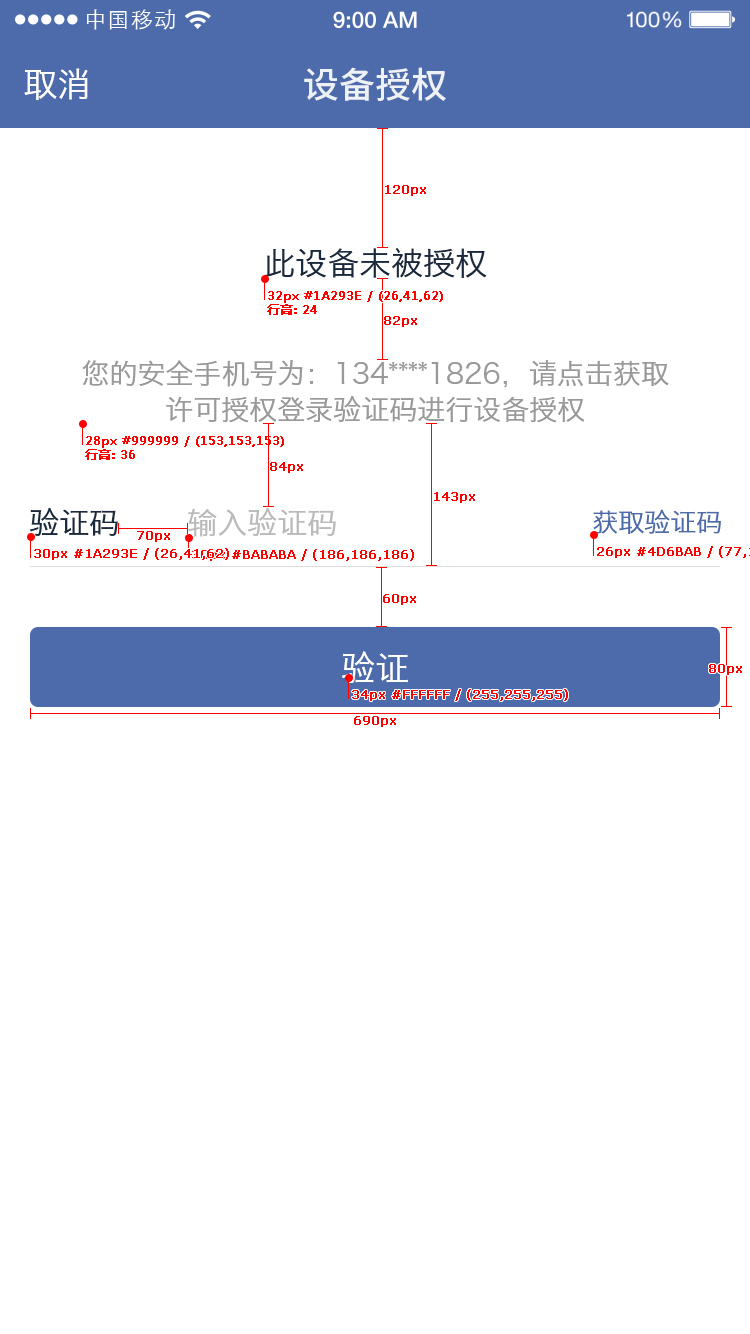 中国移动 9:00 AM 100%
取消 设备授权
120px
此设备未被授权
32px #1A293E / (26,41,62)
行高: 24
82px
您的安全手机号为：134****1826，请点击获取
许可授权登录验证码进行设备授权
28px #999999 / (153,153,153)
行高: 36
84px
143px
验证码 输入验证码 获取验证码
70px
30px #1A293E / (26,41,62) #BABABA / (186,186,186) 26px #4D6BAB / (77,
60px
验证
80px
34px #FFFFFF / (255,255,255)
690px